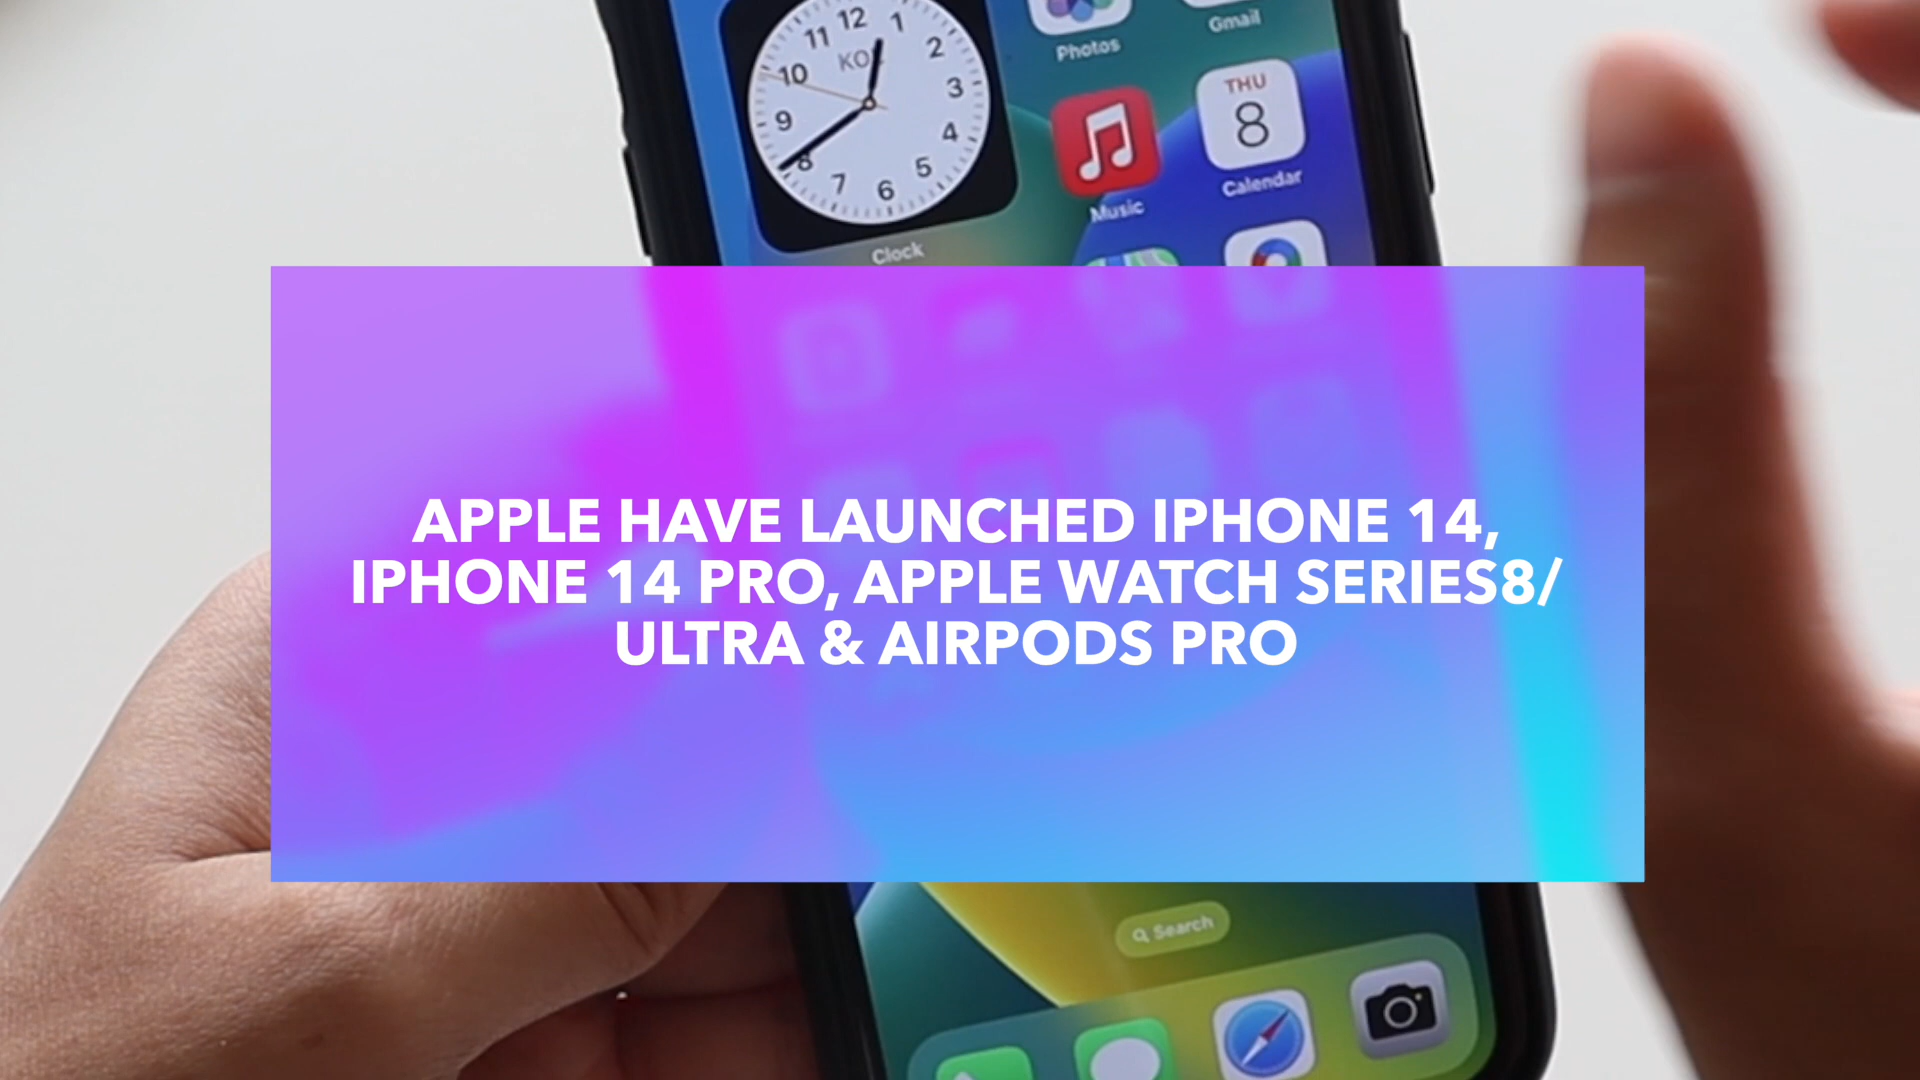 12
11
1
KO
10
2
9
3
8
4
7
6
5
Clock
Photos
Gmail
Music
THU
8
Calendar
APPLE HAVE LAUNCHED IPHONE 14,
IPHONE 14 PRO, APPLE WATCH SERIES8/
ULTRA & AIRPODS PRO
Search